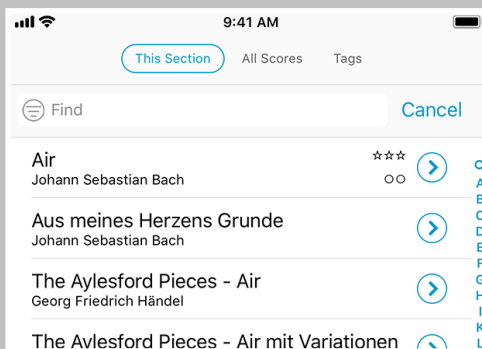 9:41 AM
This Section All Scores Tags
Find Cancel
Air
Johann Sebastian Bach
Aus meines Herzens Grunde
Johann Sebastian Bach
The Aylesford Pieces - Air
Georg Friedrich Händel
The Aylesford Pieces - Air mit Variationen
A
B
C
D
E
F
G
H
I
K
L